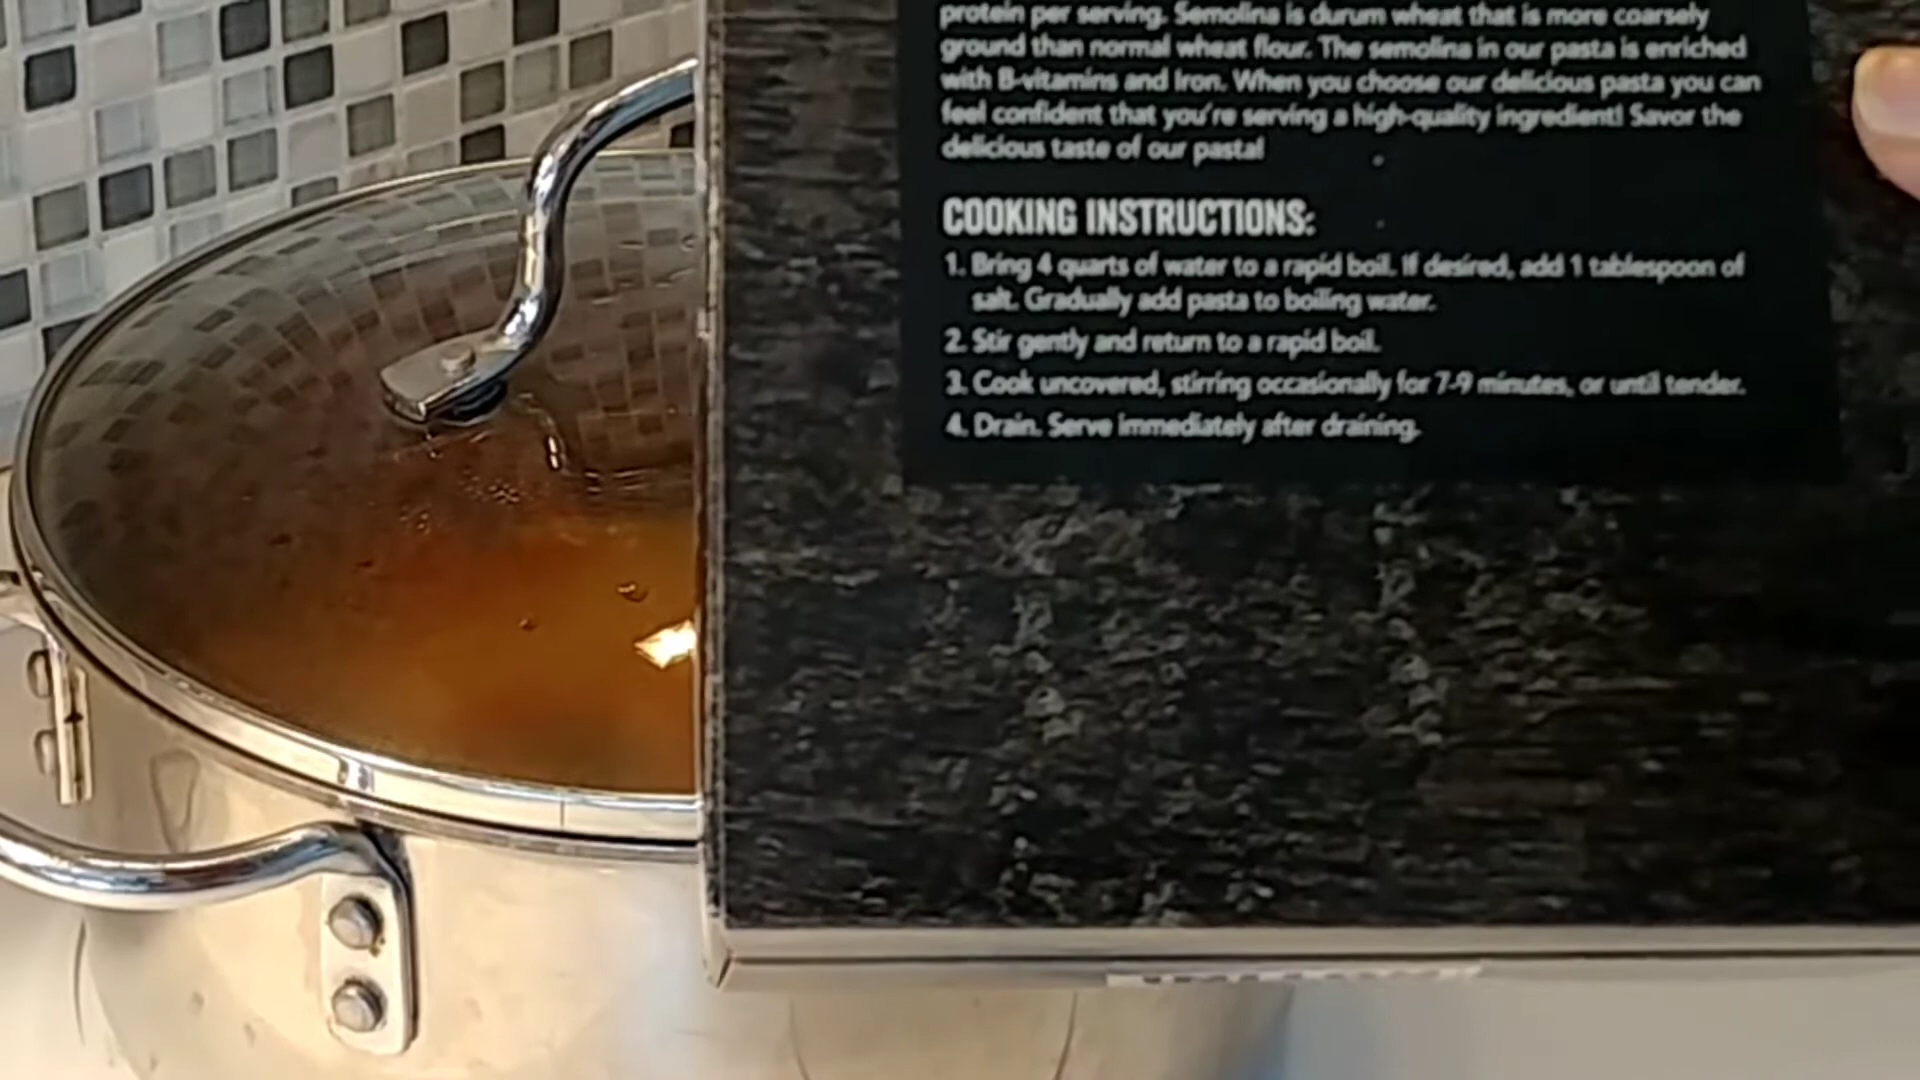 protein per serving. Semolina is durum wheat that is more coarsely
ground than normal wheat flour. The semolina in our pasta is enriched
with B-vitamins and Iron. When you choose our delicious pasta you can
feel confident that you're serving a high-quality ingredient! Savor the
delicious taste of our pasta!
COOKING INSTRUCTIONS:
1. Bring 4 quarts of water to a rapid boil. If desired, add 1 tablespoon of
salt. Gradually add pasta to boiling water.
2. Stir gently and return to a rapid boil.
3. Cook uncovered, stirring occasionally for 7-9 minutes, or until tender.
4. Drain. Serve immediately after draining.